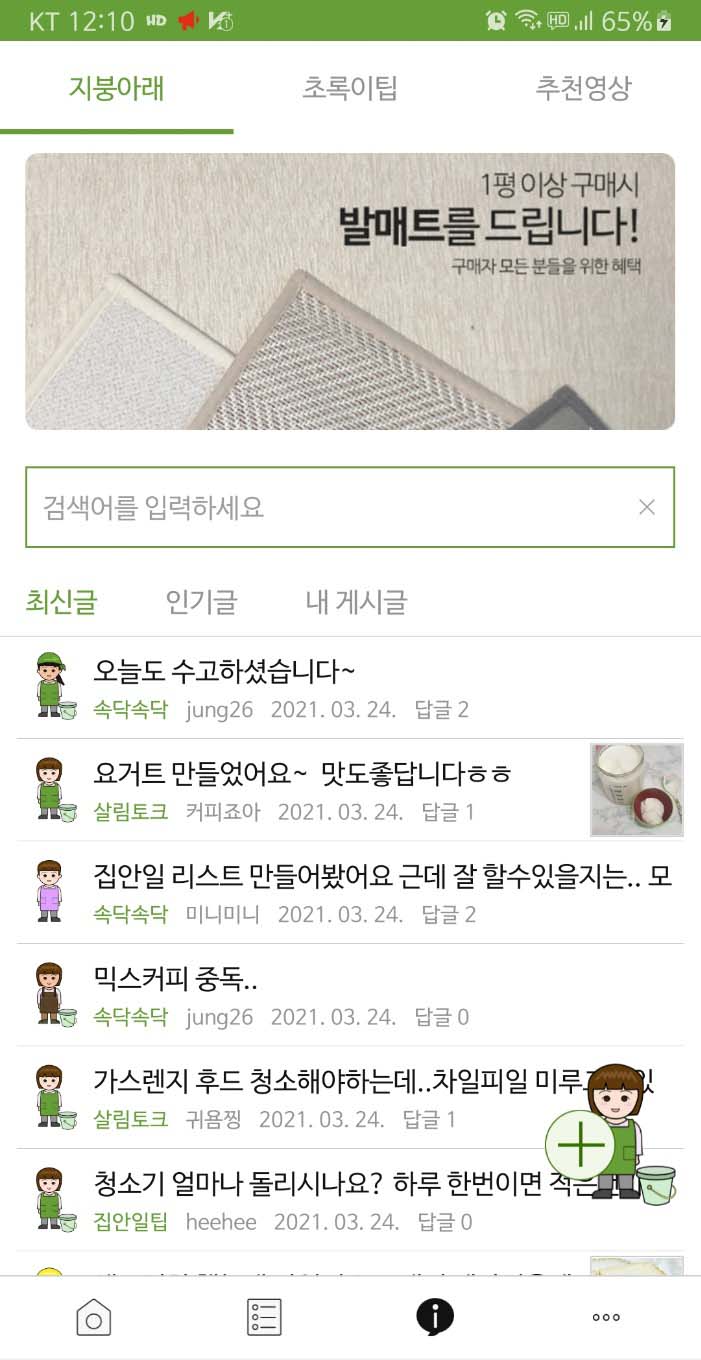 KT 12:10 HD
HD 65%
지붕아래 초록이팁 추천영상
1평 이상 구매시
발매트를 드립니다!
구매자 모든 분들을 위한 혜택
검색어를 입력하세요
최신글 인기글 내 게시글
오늘도 수고하셨습니다~
속닥속닥 jung26 2021. 03. 24. 답글 2
요거트 만들었어요~ 맛도좋답니다ㅎㅎ
살림토크 커피죠아 2021. 03. 24. 답글 1
집안일 리스트 만들어봤어요 근데 잘 할수있을지는.. 모
속닥속닥 미니미니 2021. 03. 24. 답글 2
믹스커피 중독..
속닥속닥 jung26 2021. 03. 24. 답글 0
가스렌지 후드 청소해야하는데..차일피일 미루 있
살림토크 귀욤찡 2021. 03. 24. 답글 1
청소기 얼마나 돌리시나요? 하루 한번이면 적은
집안일팁 heehee 2021. 03. 24. 답글 0